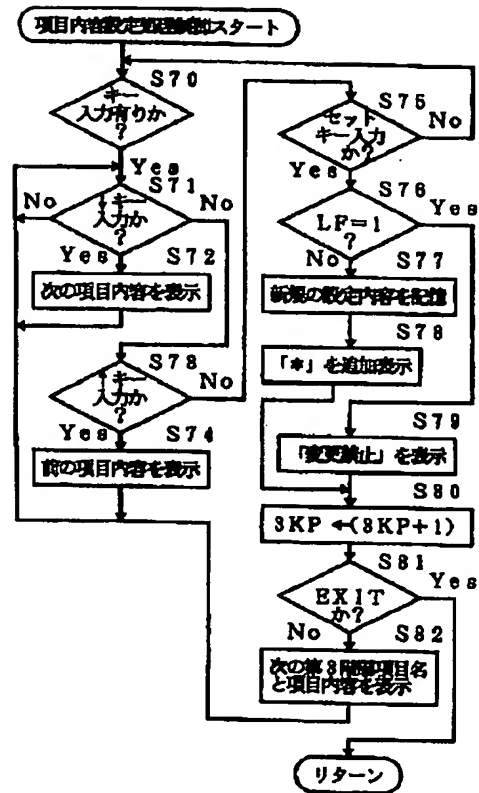 項目内容設定処理制御スタート
S70
キー
入力有りか
?
Yes
S71
No
↓キー
入力か
?
No
Yes
S72
次の項目内容を表示
S73
↑キー
入力か
?
No
Yes
S74
前の項目内容を表示
S75
セット
キー入力
か?
No
Yes
S76
LF=1
?
Yes
No
S77
新規の設定内容を記憶
S78
「*」を追加表示
S79
「変更禁止」を表示
S80
3KP←(3KP+1)
S81
EXIT
か?
Yes
No
S82
次の第3階層項目名
と項目内容を表示
リターン